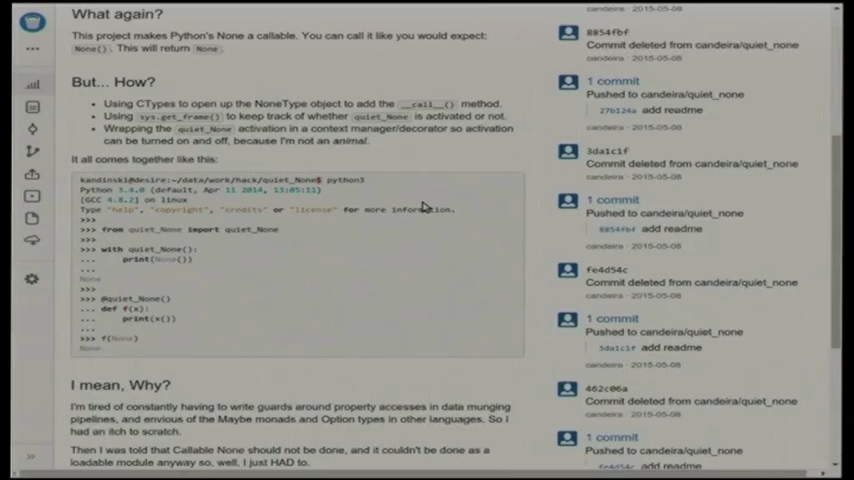 What again?
This project makes Python's None a callable. You can call it like you would expect:
None(). This will return None.
But... How?
Using CTypes to open up the NoneType object to add the __call__() method.
Using sys.get_frame() to keep track of whether quiet_None is activated or not.
Wrapping the quiet_None activation in a context manager/decorator so activation
can be turned on and off, because I'm not an animal.
It all comes together like this:
kandinski@desire:~/data/work/hack/quiet_None$ python3
Python 3.4.0 (default, Apr 11 2014, 13:05:11)
[GCC 4.8.2] on linux
Type "help", "copyright", "credits" or "license" for more information.
>>>
>>> from quiet_None import quiet_None
>>>
>>> with quiet_None():
... print(None())
...
None
>>>
>>> @quiet_None()
... def f(x):
... print(x())
...
>>> f(None)
None
I mean, Why?
I'm tired of constantly having to write guards around property accesses in data munging
pipelines, and envious of the Maybe monads and Option types in other languages. So I
had an itch to scratch.
Then I was told that Callable None should not be done, and it couldn't be done as a
loadable module anyway so, well, I just HAD to.
candeira · 2015-05-08
8854fbf
Commit deleted from candeira/quiet_none
candeira · 2015-05-08
1 commit
Pushed to candeira/quiet_none
27b124a add readme
candeira · 2015-05-08
3da1c1f
Commit deleted from candeira/quiet_none
candeira · 2015-05-08
1 commit
Pushed to candeira/quiet_none
8854fbf add readme
candeira · 2015-05-08
fe4d54c
Commit deleted from candeira/quiet_none
candeira · 2015-05-08
1 commit
Pushed to candeira/quiet_none
3da1c1f add readme
candeira · 2015-05-08
462c06a
Commit deleted from candeira/quiet_none
candeira · 2015-05-08
1 commit
Pushed to candeira/quiet_none
fe4d54c add readme